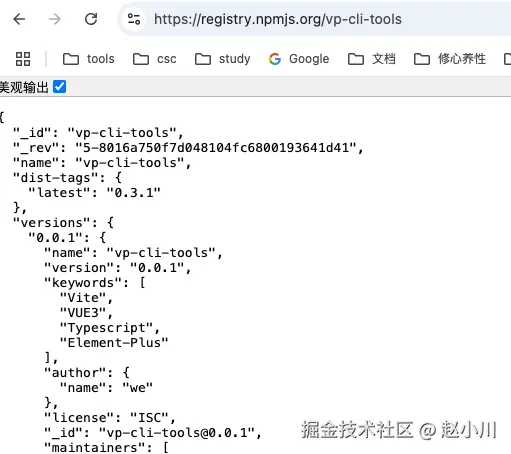 https://registry.npmjs.org/vp-cli-tools
tools csc study Google 文档 修心养性
美观输出
{
"_id": "vp-cli-tools",
"_rev": "5-8016a750f7d048104fc6800193641d41",
"name": "vp-cli-tools",
"dist-tags": {
"latest": "0.3.1"
},
"versions": {
"0.0.1": {
"name": "vp-cli-tools",
"version": "0.0.1",
"keywords": [
"Vite",
"VUE3",
"Typescript",
"Element-Plus"
],
"author": {
"name": "we"
},
"license": "ISC",
"_id": "vp-cli-tools@0.0.1",
"maintainers": [
掘金技术社区 @ 赵小川